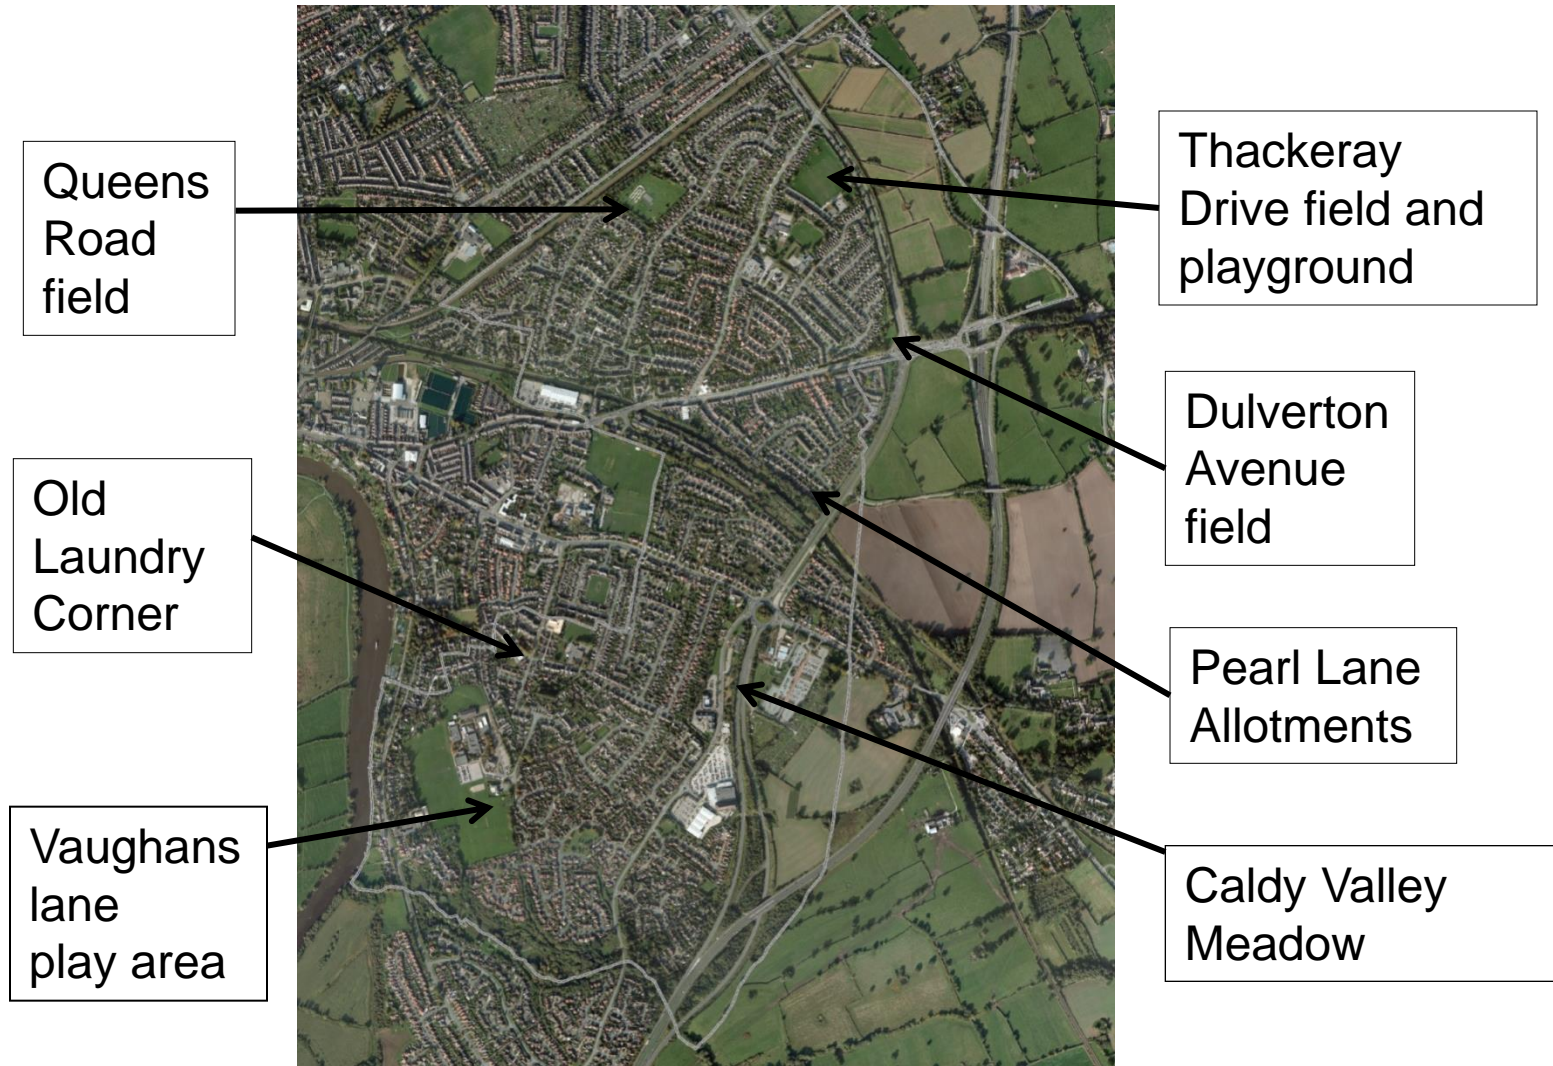 Queens
Road
field
Old
Laundry
Corner
Vaughans
lane
play area
Thackeray
Drive field and
playground
Dulverton
Avenue
field
Pearl Lane
Allotments
Caldy Valley
Meadow